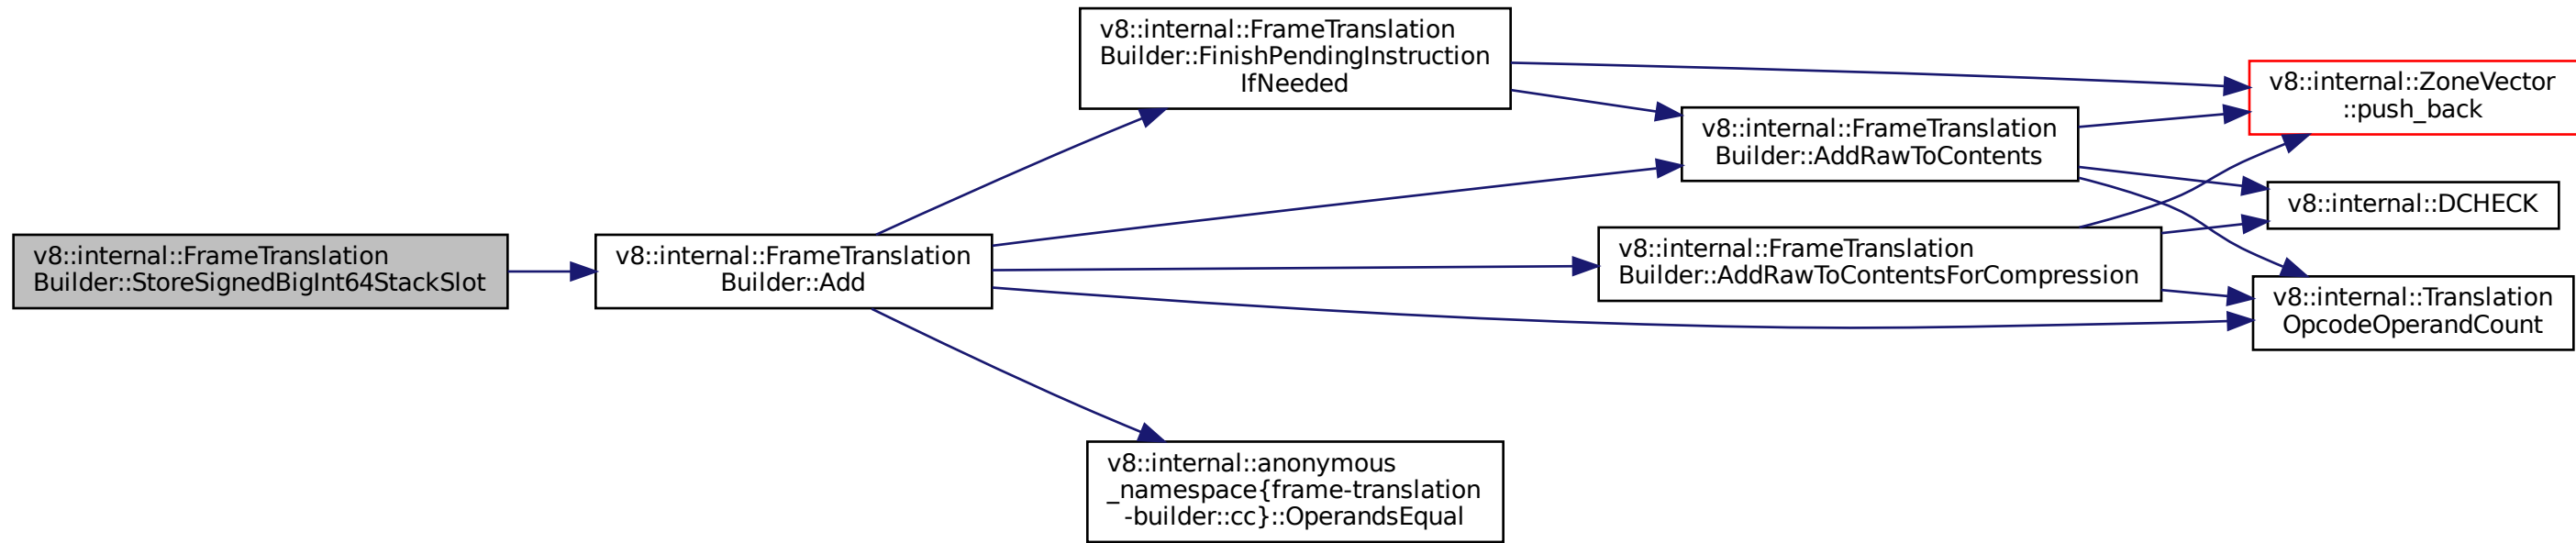 v8::internal::FrameTranslation
Builder::StoreSignedBigInt64StackSlot
v8::internal::FrameTranslation
Builder::Add
v8::internal::FrameTranslation
Builder::FinishPendingInstruction
IfNeeded
v8::internal::FrameTranslation
Builder::AddRawToContents
v8::internal::FrameTranslation
Builder::AddRawToContentsForCompression
v8::internal::anonymous
_namespace{frame-translation
-builder::cc}::OperandsEqual
v8::internal::ZoneVector
::push_back
v8::internal::DCHECK
v8::internal::Translation
OpcodeOperandCount